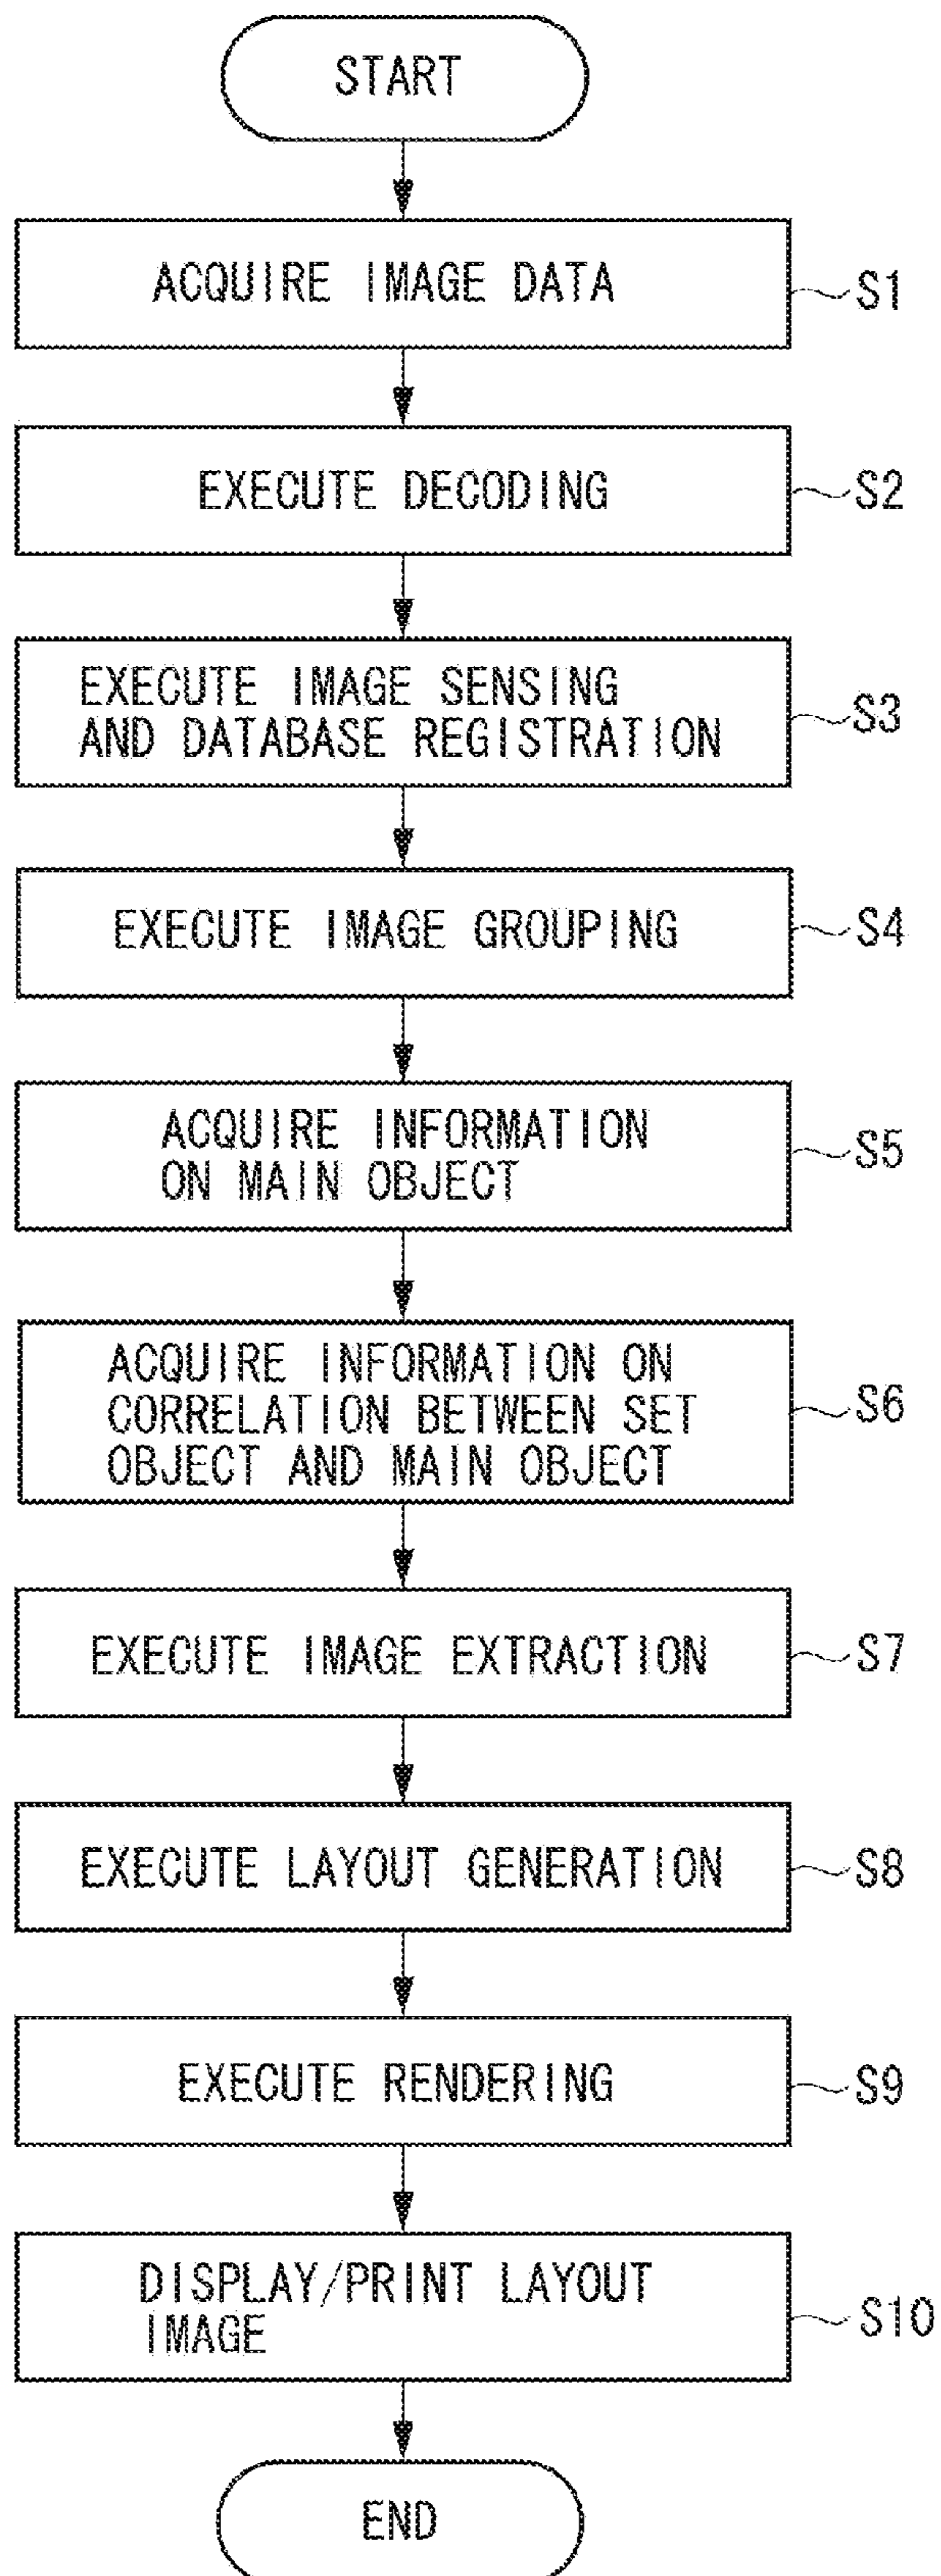 START
ACQUIRE IMAGE DATA
S1
EXECUTE DECODING
S2
EXECUTE IMAGE SENSING
AND DATABASE REGISTRATION
S3
EXECUTE IMAGE GROUPING
S4
ACQUIRE INFORMATION
ON MAIN OBJECT
S5
ACQUIRE INFORMATION ON
CORRELATION BETWEEN SET
OBJECT AND MAIN OBJECT
S6
EXECUTE IMAGE EXTRACTION
S7
EXECUTE LAYOUT GENERATION
S8
EXECUTE RENDERING
S9
DISPLAY/PRINT LAYOUT
IMAGE
S10
END